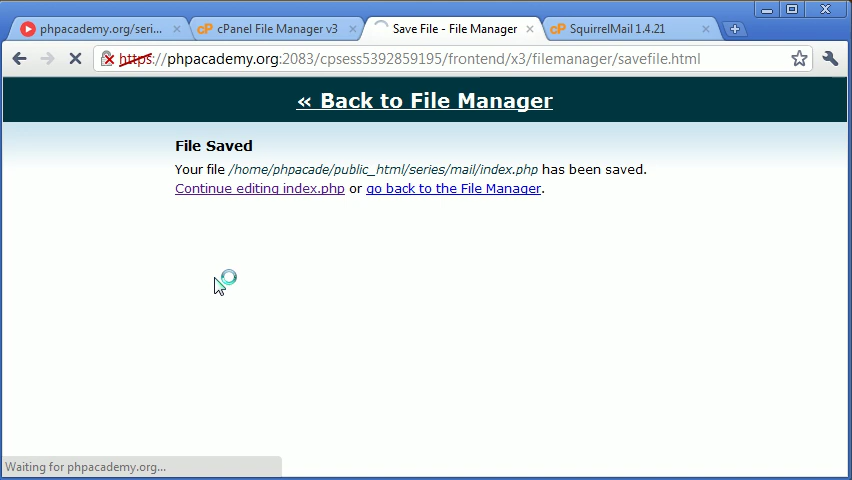 phpacademy.org/seri...
cP cPanel File Manager v3
Save File - File Manager
cP SquirrelMail 1.4.21
https://phpacademy.org:2083/cpsess5392859195/frontend/x3/filemanager/savefile.html
« Back to File Manager
File Saved
Your file /home/phpacade/public_html/series/mail/index.php has been saved.
Continue editing index.php or go back to the File Manager.
Waiting for phpacademy.org...